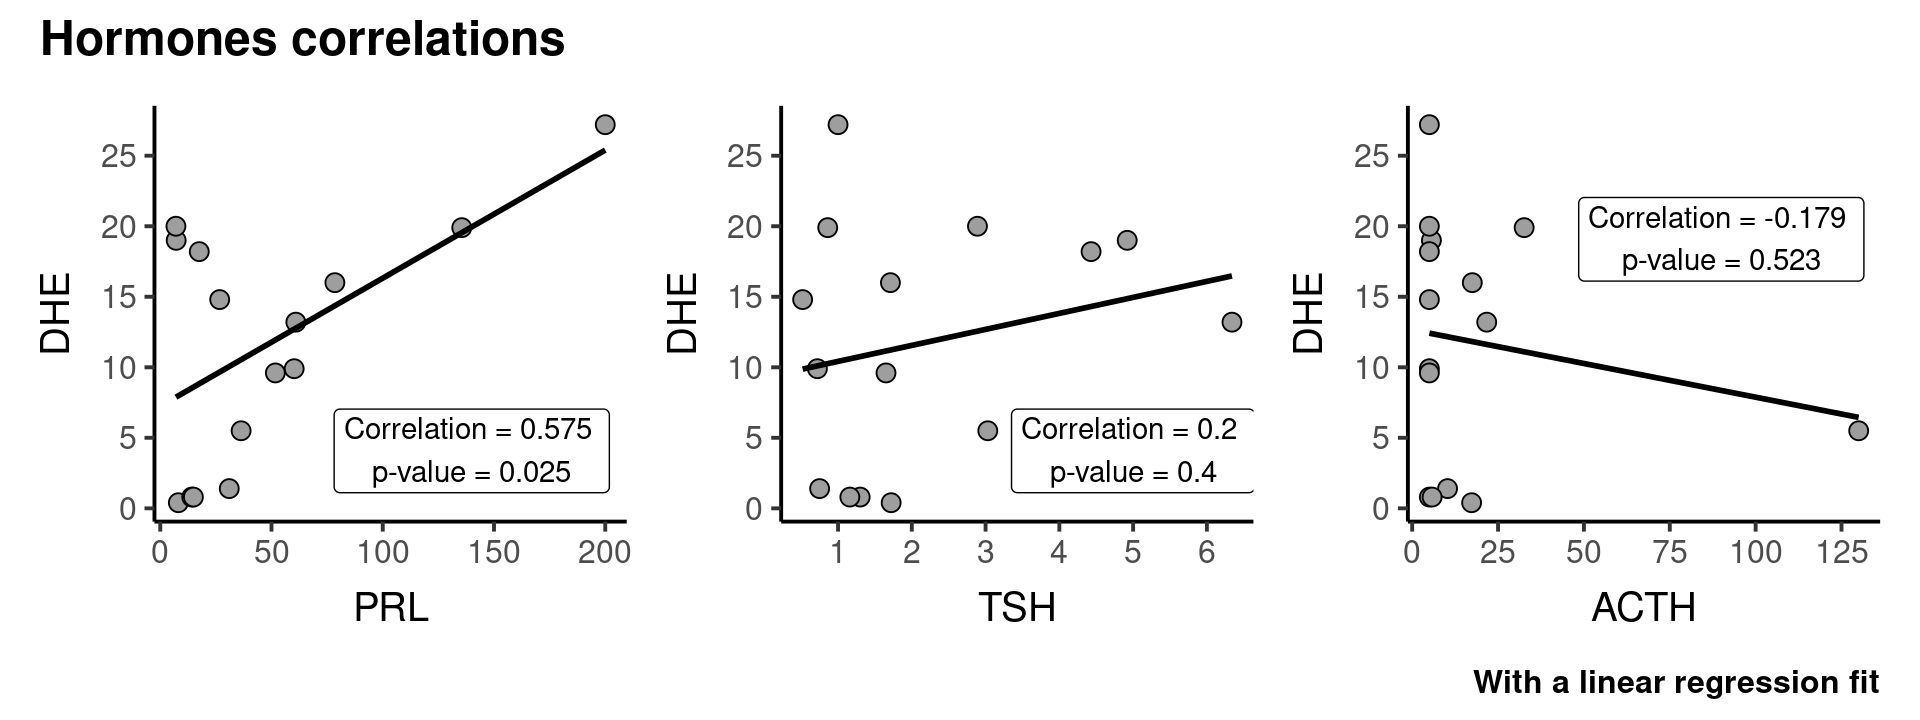 Hormones correlations
DHE
25
20
15
10
5
0
Correlation = 0.575
p-value = 0.025
0 50 100 150 200
PRL
DHE
25
20
15
10
5
0
Correlation = 0.2
p-value = 0.4
1 2 3 4 5 6
TSH
DHE
25
20
15
10
5
0
Correlation = -0.179
p-value = 0.523
0 25 50 75 100 125
ACTH
With a linear regression fit